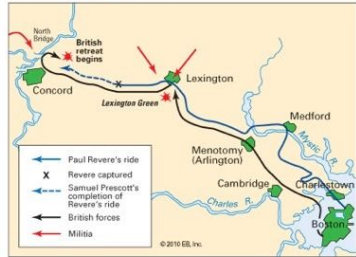 North
Bridge
British
retreat
begins
Concord
Lexington
Lexington Green
Medford
Mystic R.
Menotomy
(Arlington)
Cambridge
Charlestown
Charles R.
Boston
Paul Revere's ride
X Revere captured
Samuel Prescott's
completion of
Revere's ride
British forces
Militia
© 2010 EB, Inc.
X